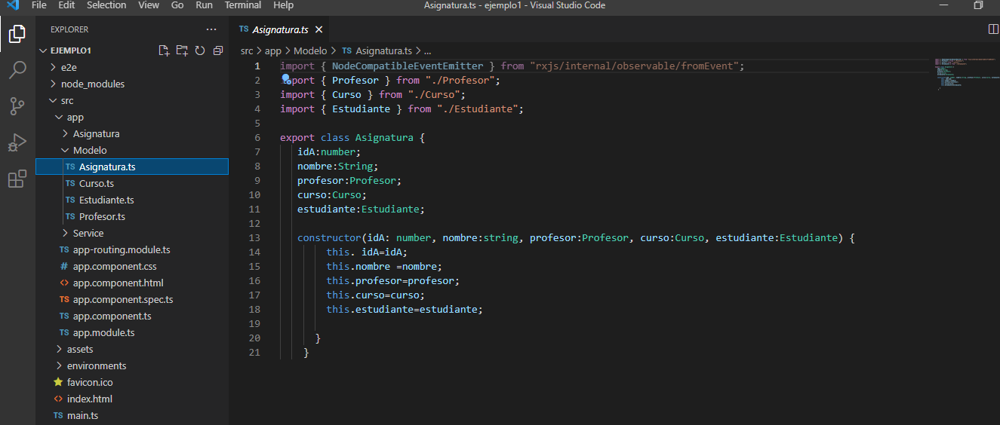 File Edit Selection View Go Run Terminal Help Asignatura.ts - ejemplo1 - Visual Studio Code
EXPLORER
EJEMPLO1
e2e
node_modules
src
app
Asignatura
Modelo
TS Asignatura.ts
TS Curso.ts
TS Estudiante.ts
TS Profesor.ts
Service
TS app-routing.module.ts
# app.component.css
<> app.component.html
TS app.component.spec.ts
TS app.component.ts
TS app.module.ts
assets
environments
favicon.ico
<> index.html
TS main.ts
TS Asignatura.ts
src > app > Modelo > TS Asignatura.ts > ...
1 import { NodeCompatibleEventEmitter } from "rxjs/internal/observable/fromEvent";
2 import { Profesor } from "./Profesor";
3 import { Curso } from "./Curso";
4 import { Estudiante } from "./Estudiante";
5
6 export class Asignatura {
7 idA:number;
8 nombre:String;
9 profesor:Profesor;
10 curso:Curso;
11 estudiante:Estudiante;
12
13 constructor(idA: number, nombre:string, profesor:Profesor, curso:Curso, estudiante:Estudiante) {
14 this. idA=idA;
15 this.nombre =nombre;
16 this.profesor=profesor;
17 this.curso=curso;
18 this.estudiante=estudiante;
19
20 }
21 }